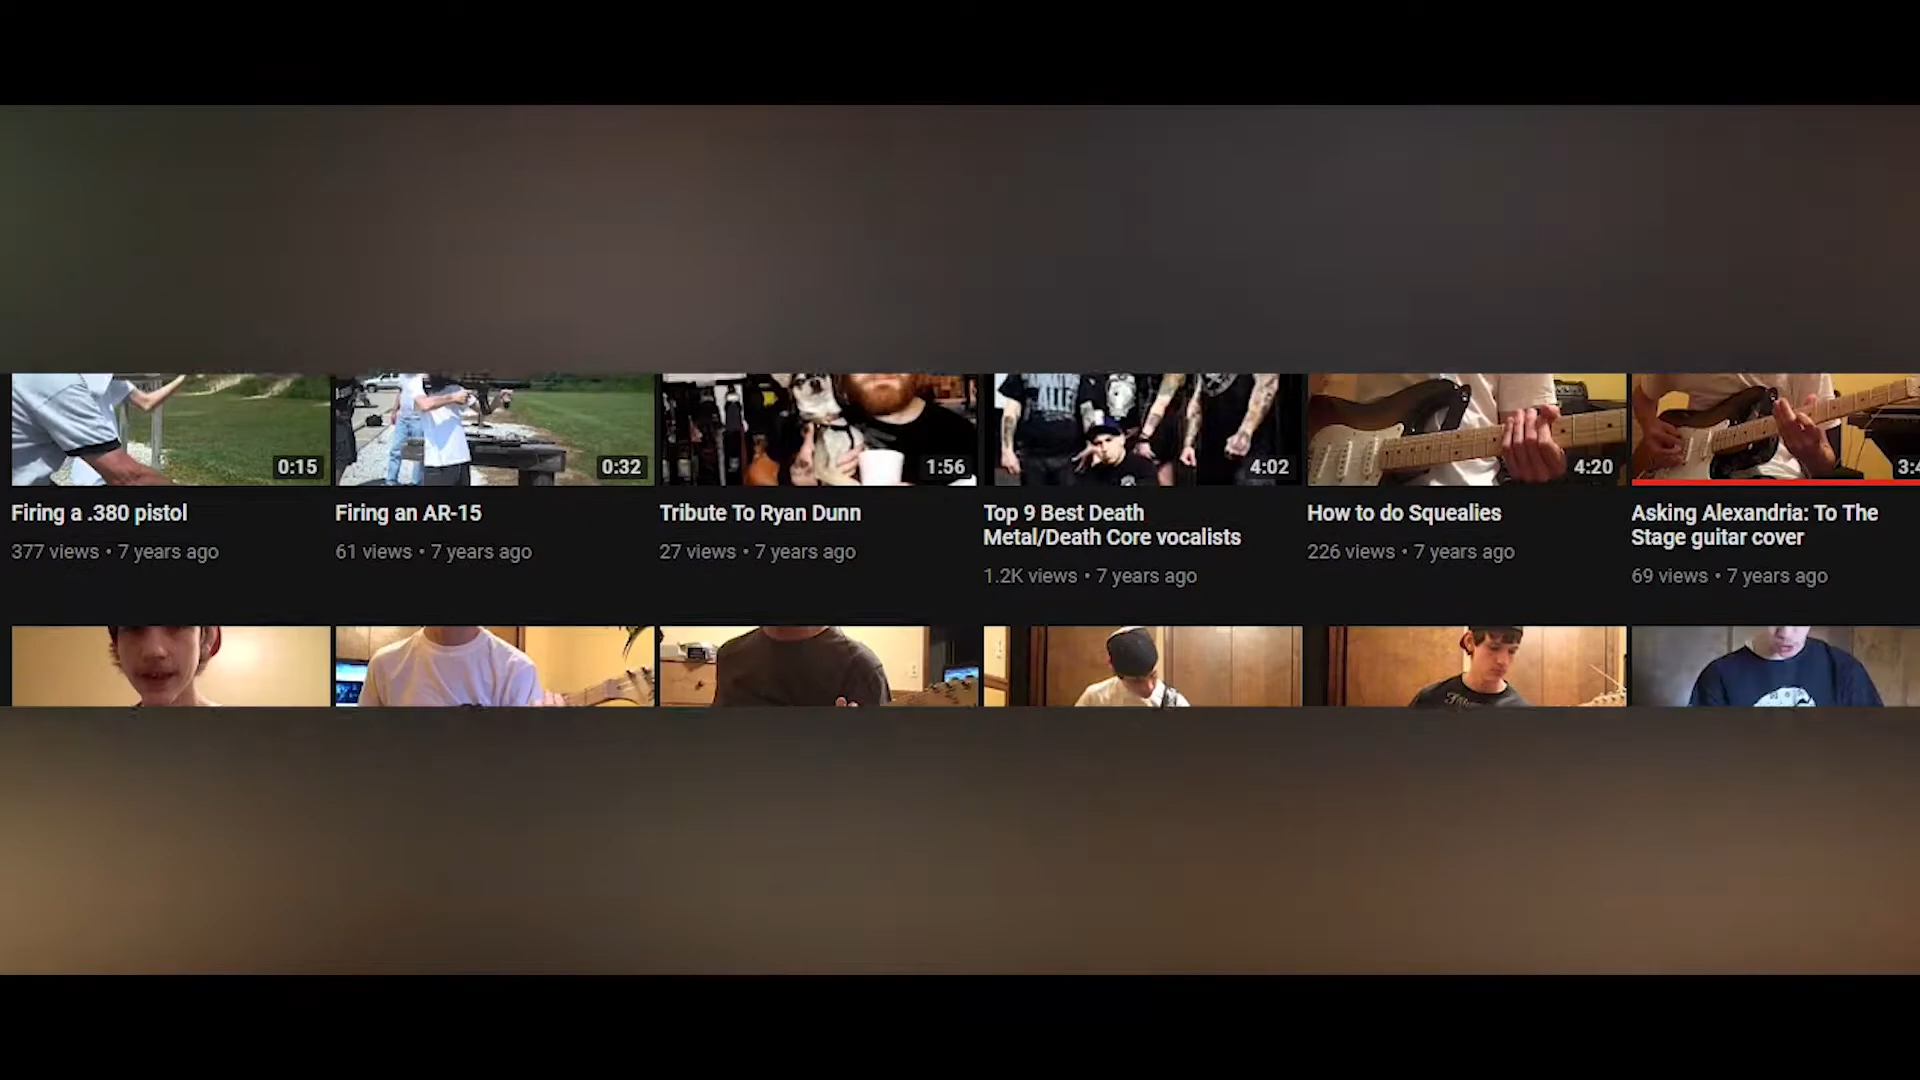 0:15
0:32
1:56
4:02
4:20
Firing a .380 pistol
377 views • 7 years ago
Firing an AR-15
61 views • 7 years ago
Tribute To Ryan Dunn
27 views • 7 years ago
Top 9 Best Death
Metal/Death Core vocalists
1.2K views • 7 years ago
How to do Squealies
226 views • 7 years ago
Asking Alexandria: To The
Stage guitar cover
69 views • 7 years ago